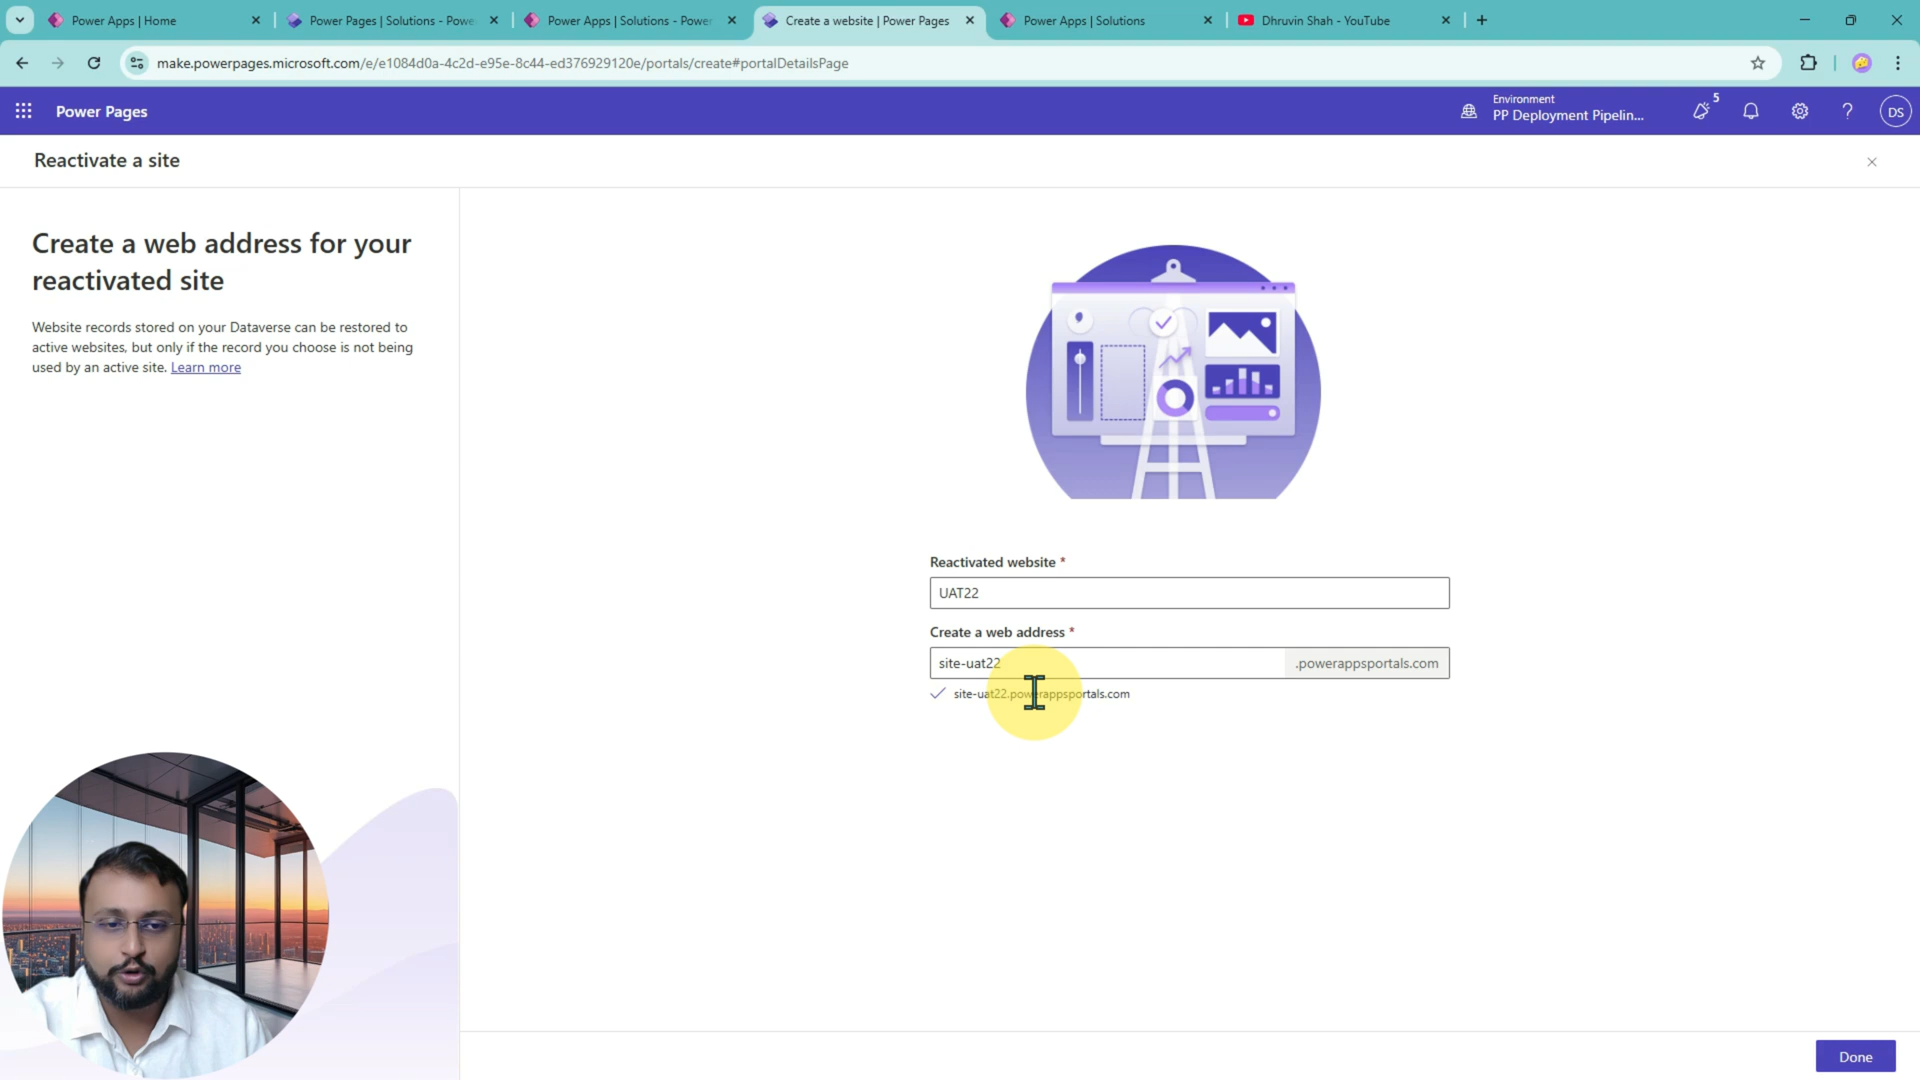 Power Apps | Home
Power Pages | Solutions - Powe
Power Apps | Solutions - Power
Create a website | Power Pages
Power Apps | Solutions
Dhruvin Shah - YouTube
make.powerpages.microsoft.com/e/e1084d0a-4c2d-e95e-8c44-ed376929120e/portals/create#portalDetailsPage
Power Pages
Environment
PP Deployment Pipelin...
5
?
DS
Reactivate a site
Create a web address for your
reactivated site
Website records stored on your Dataverse can be restored to
active websites, but only if the record you choose is not being
used by an active site. Learn more
Reactivated website *
UAT22
Create a web address *
site-uat22
.powerappsportals.com
site-uat22.powerappsportals.com
Done